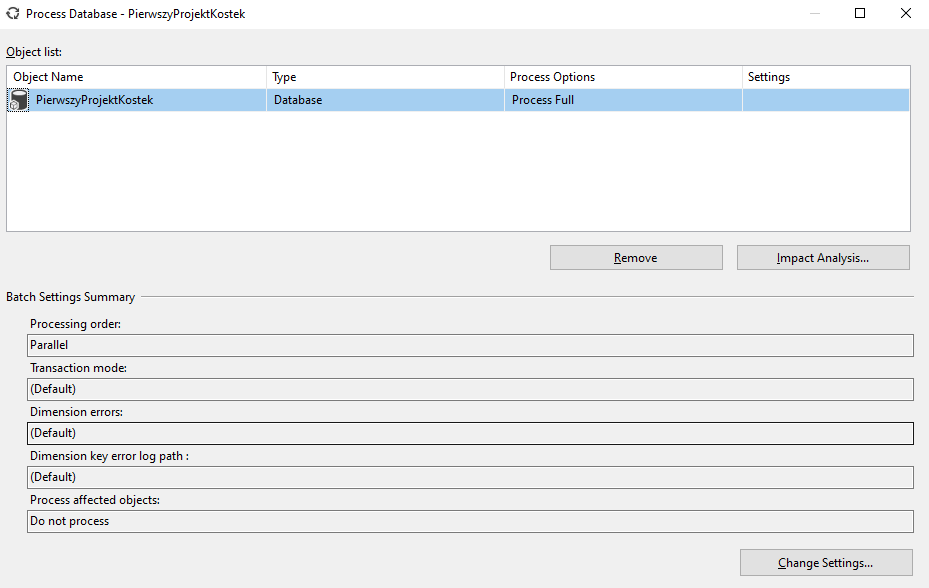 Process Database - PierwszyProjektKostek
Object list:
Object Name Type Process Options Settings
PierwszyProjektKostek Database Process Full
Remove Impact Analysis...
Batch Settings Summary
Processing order:
Parallel
Transaction mode:
(Default)
Dimension errors:
(Default)
Dimension key error log path :
(Default)
Process affected objects:
Do not process
Change Settings...